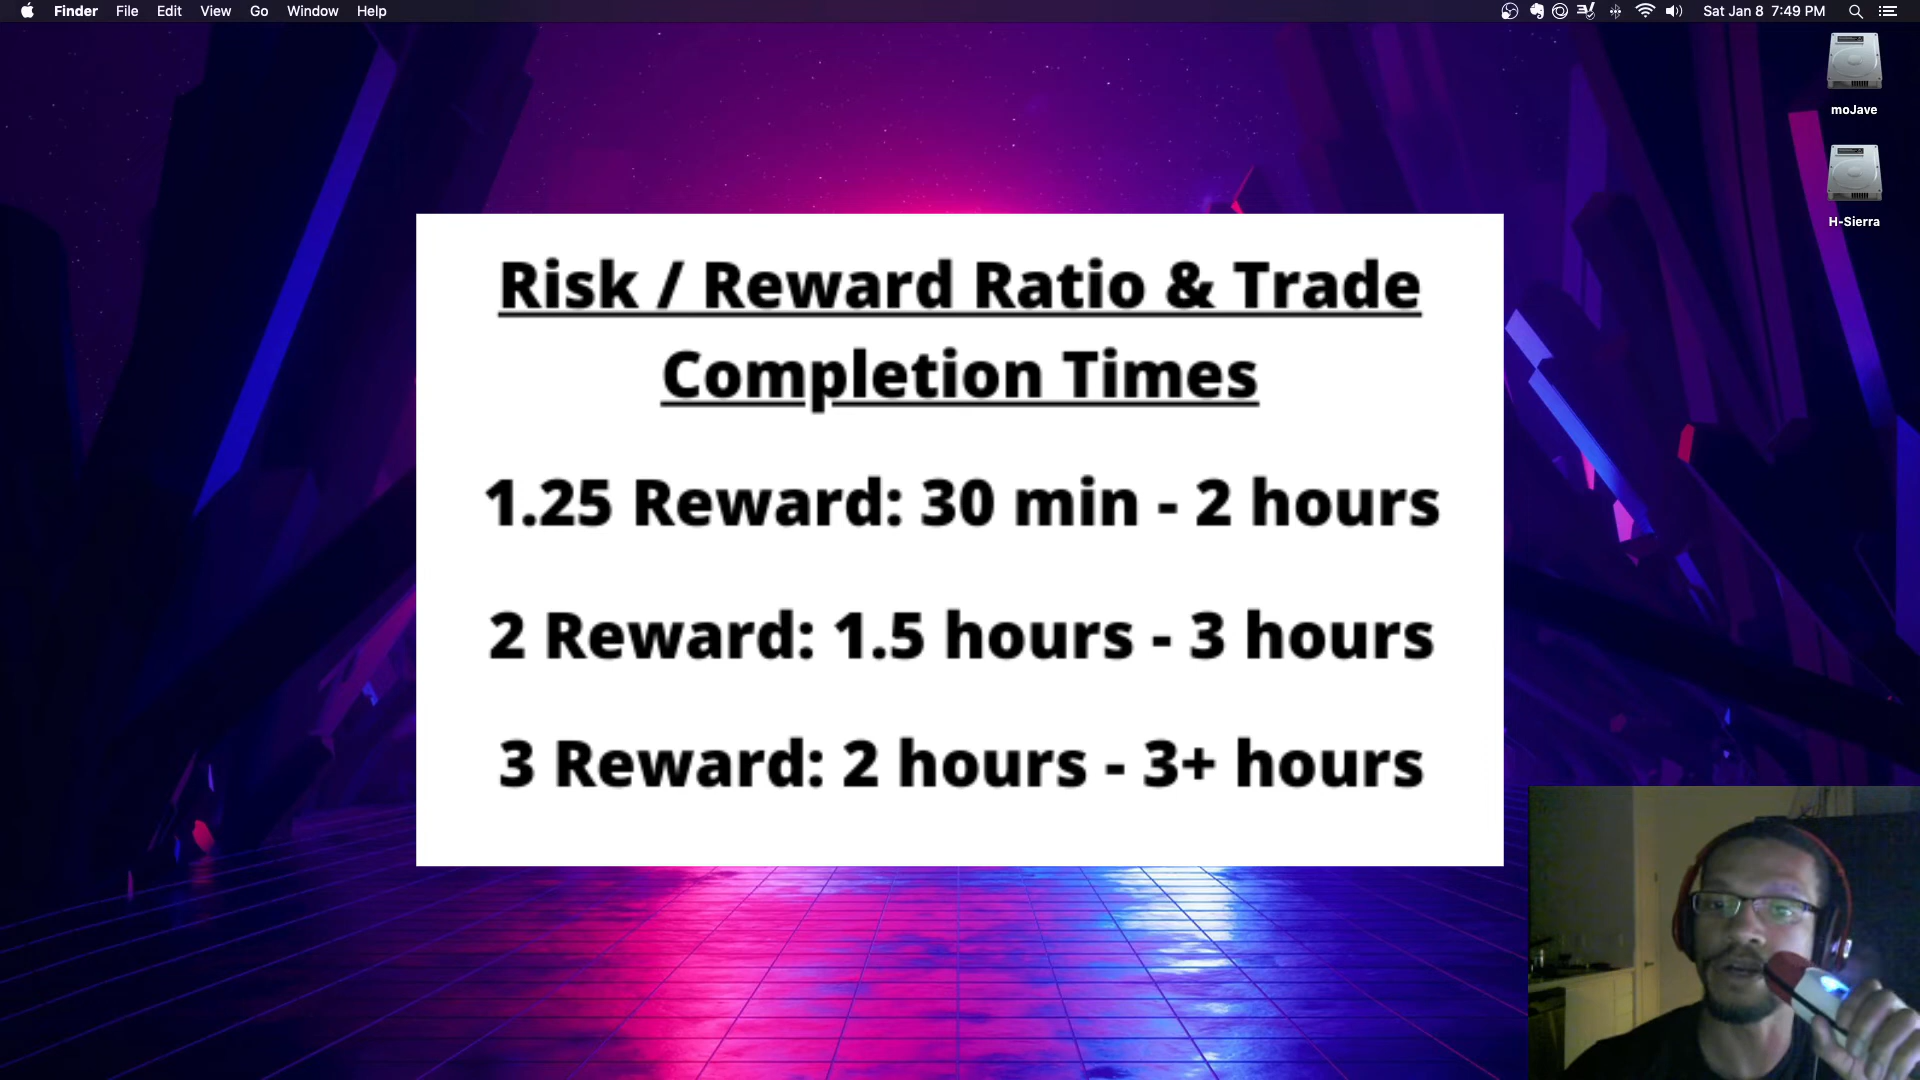 Finder File Edit View Go Window Help
Sat Jan 8 7:49 PM
moJave
H-Sierra
Risk / Reward Ratio & Trade
Completion Times
1.25 Reward: 30 min - 2 hours
2 Reward: 1.5 hours - 3 hours
3 Reward: 2 hours - 3+ hours